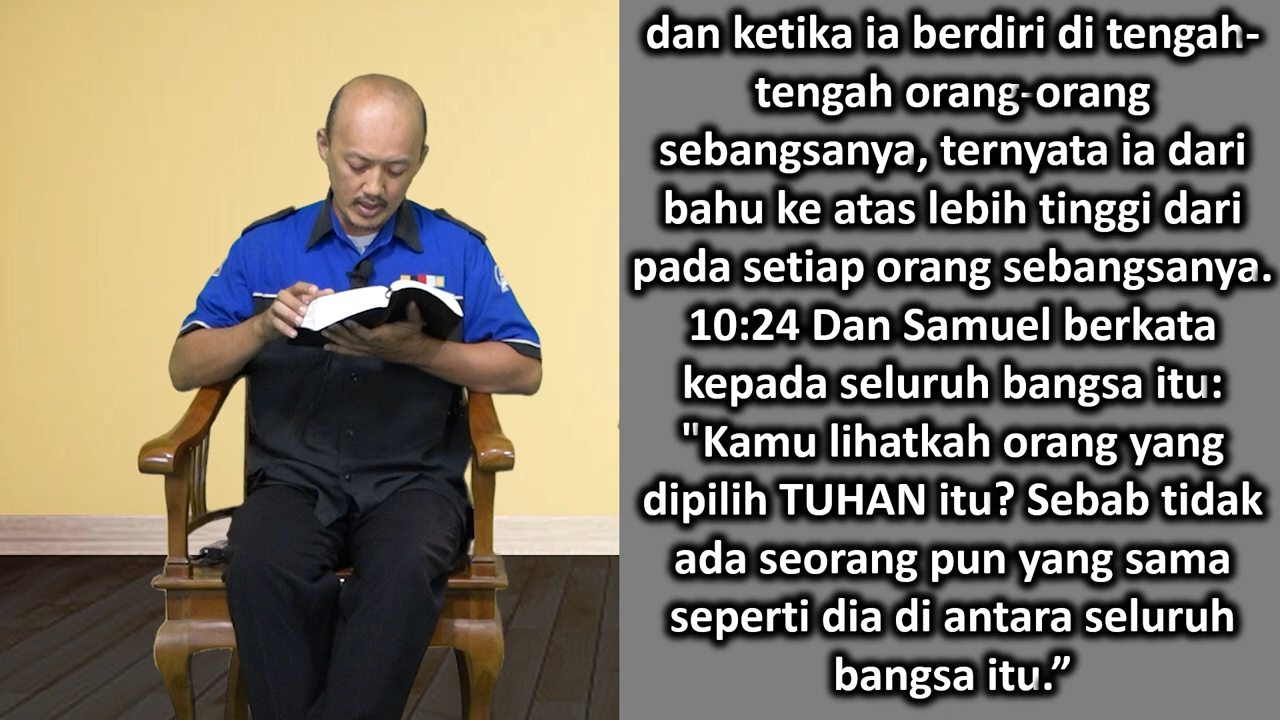 dan ketika ia berdiri di tengah-
tengah orang-orang
sebangsanya, ternyata ia dari
bahu ke atas lebih tinggi dari
pada setiap orang sebangsanya.
10:24 Dan Samuel berkata
kepada seluruh bangsa itu:
"Kamu lihatkah orang yang
dipilih TUHAN itu? Sebab tidak
ada seorang pun yang sama
seperti dia di antara seluruh
bangsa itu.”